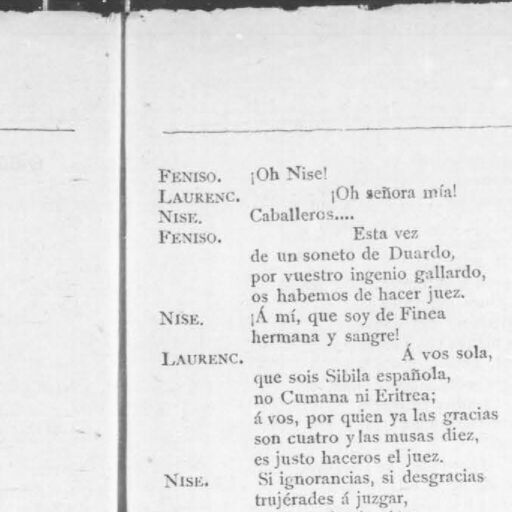 FENISO. ¡Oh Nise!
LAURENC. ¡Oh señora mía!
NISE. Caballeros....
FENISO. Esta vez
de un soneto de Duardo,
por vuestro ingenio gallardo,
os habemos de hacer juez.
NISE. ¡Á mí, que soy de Finea
hermana y sangre!
LAURENC. Á vos sola,
que sois Sibila española,
no Cumana ni Eritrea;
á vos, por quien ya las gracias
son cuatro y las musas diez,
es justo haceros el juez.
NISE. Si ignorancias, si desgracias
trujérades á juzgar,